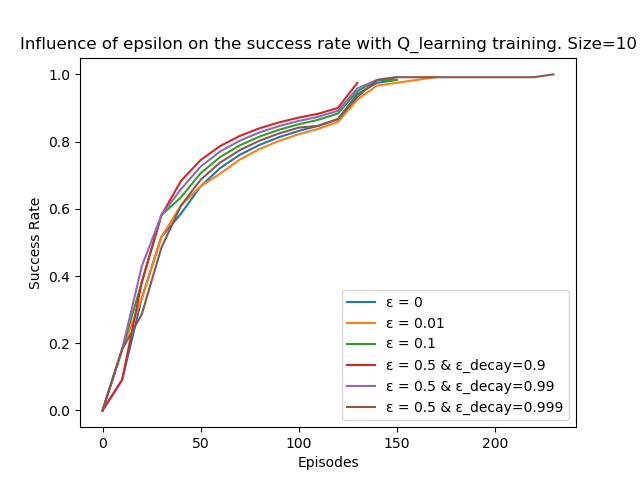 Influence of epsilon on the success rate with Q_learning training. Size=10
1.0
0.8
0.6
0.4
0.2
0.0
Success Rate
ε = 0
ε = 0.01
ε = 0.1
ε = 0.5 & ε_decay=0.9
ε = 0.5 & ε_decay=0.99
ε = 0.5 & ε_decay=0.999
0 50 100 150 200
Episodes